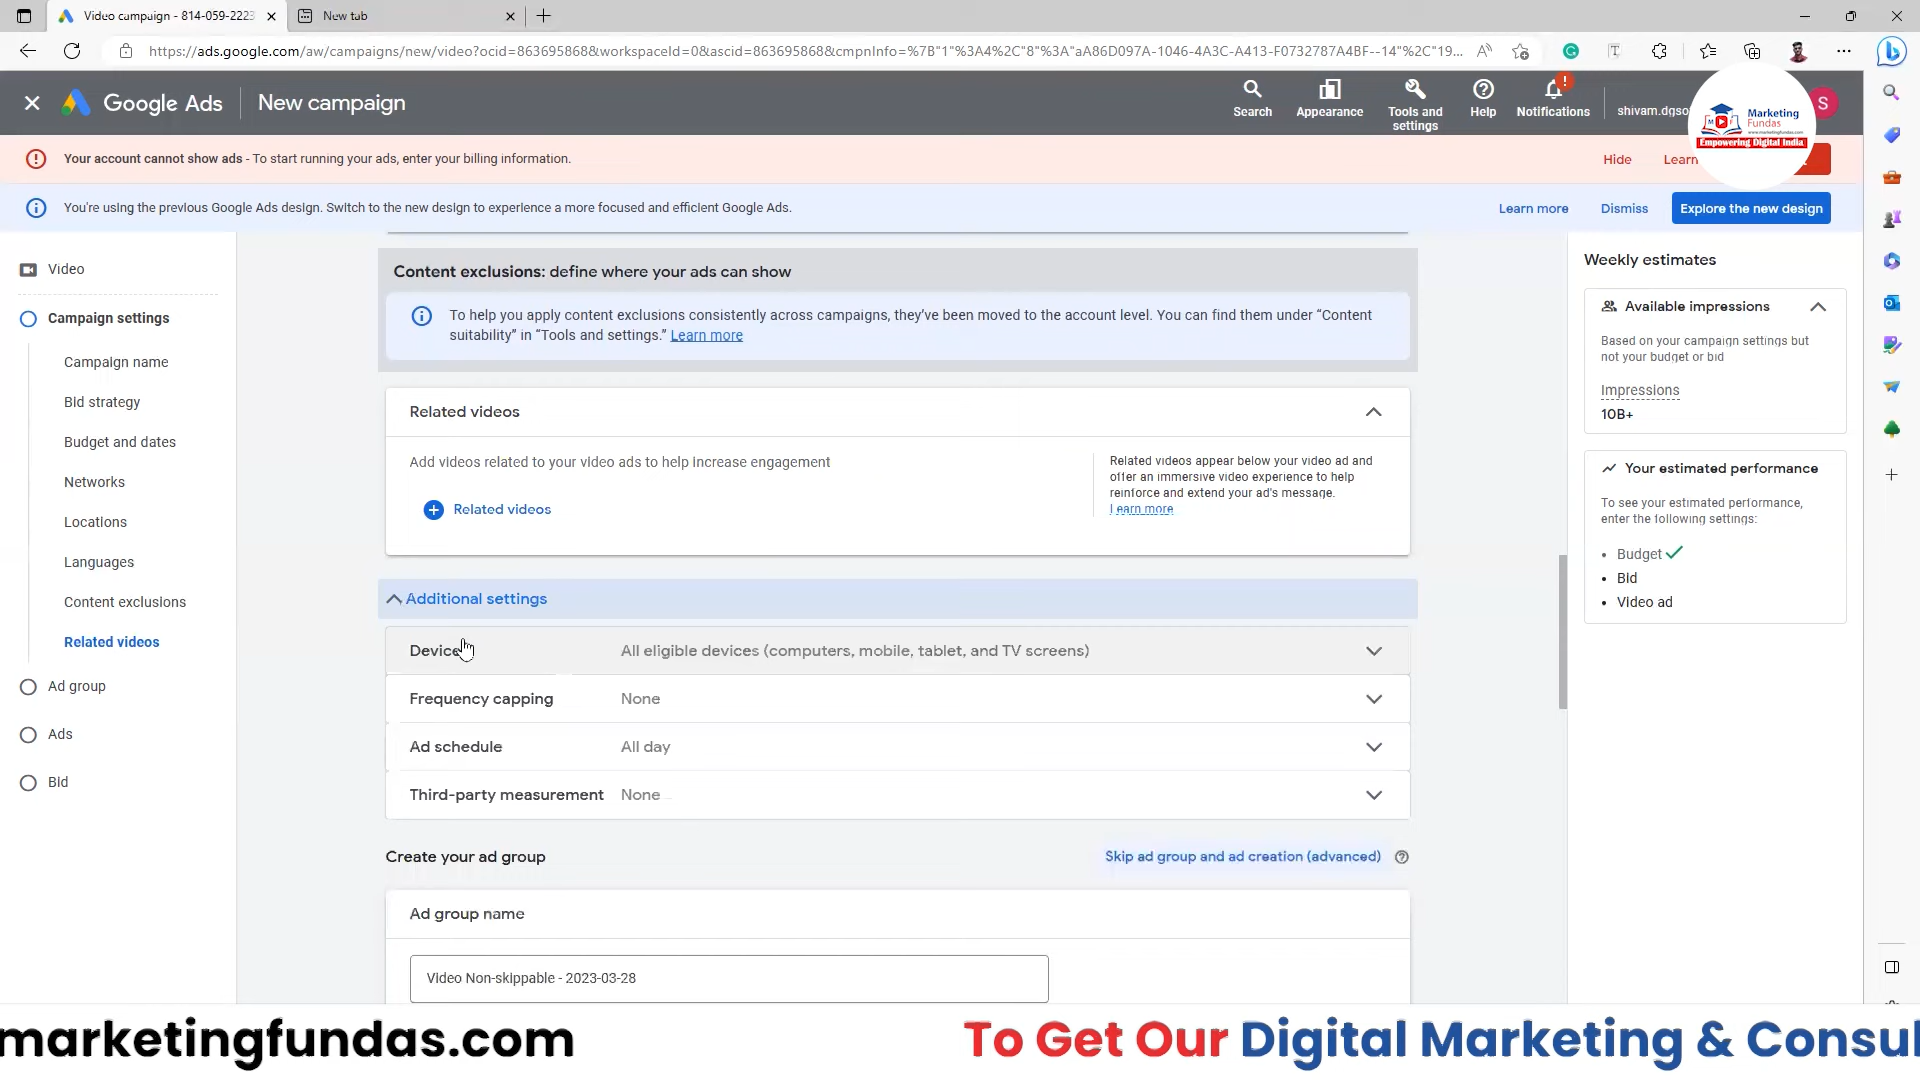 Video campaign - 814-059-2223
New tab
https://ads.google.com/aw/campaigns/new/video?ocid=863695868&workspaceId=0&ascid=863695868&cmpnInfo=%7B"1"%3A4%2C"8"%3A"aA86D097A-1046-4A3C-A413-F0732787A4BF--14"%2C"19...
Google Ads
New campaign
Search
Appearance
Tools and settings
Help
Notifications
shivam.dgso
S
Marketing
Fundas
www.marketingfundas.com
Empowering Digital India
Your account cannot show ads - To start running your ads, enter your billing information.
Hide
Learn
You're using the previous Google Ads design. Switch to the new design to experience a more focused and efficient Google Ads.
Learn more
Dismiss
Explore the new design
Video
Campaign settings
Campaign name
Bid strategy
Budget and dates
Networks
Locations
Languages
Content exclusions
Related videos
Ad group
Ads
Bid
Content exclusions: define where your ads can show
To help you apply content exclusions consistently across campaigns, they've been moved to the account level. You can find them under "Content
suitability" in "Tools and settings." Learn more
Related videos
Add videos related to your video ads to help increase engagement
Related videos
Related videos appear below your video ad and
offer an immersive video experience to help
reinforce and extend your ad's message.
Learn more
Additional settings
Device
All eligible devices (computers, mobile, tablet, and TV screens)
Frequency capping
None
Ad schedule
All day
Third-party measurement
None
Create your ad group
Skip ad group and ad creation (advanced)
Ad group name
Video Non-skippable - 2023-03-28
Weekly estimates
Available impressions
Based on your campaign settings but
not your budget or bid
Impressions
10B+
Your estimated performance
To see your estimated performance,
enter the following settings:
• Budget
• Bid
• Video ad
marketingfundas.com
To Get Our Digital Marketing & Consul